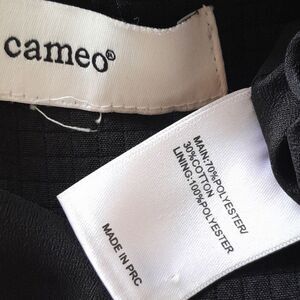 cameo®
MAIN:70%POLYESTER/
30%COTTON
LINING:100%POLYESTER
MADE IN PRC